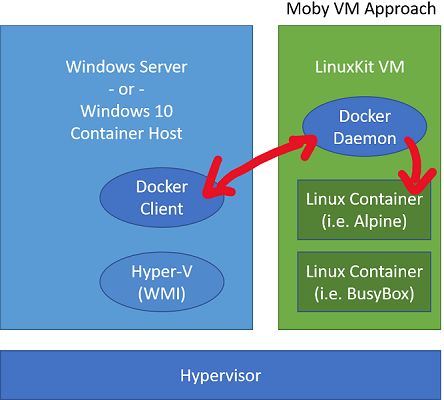 Moby VM Approach
Windows Server
- or -
Windows 10
Container Host
Docker
Client
Hyper-V
(WMI)
LinuxKit VM
Docker
Daemon
Linux Container
(i.e. Alpine)
Linux Container
(i.e. BusyBox)
Hypervisor